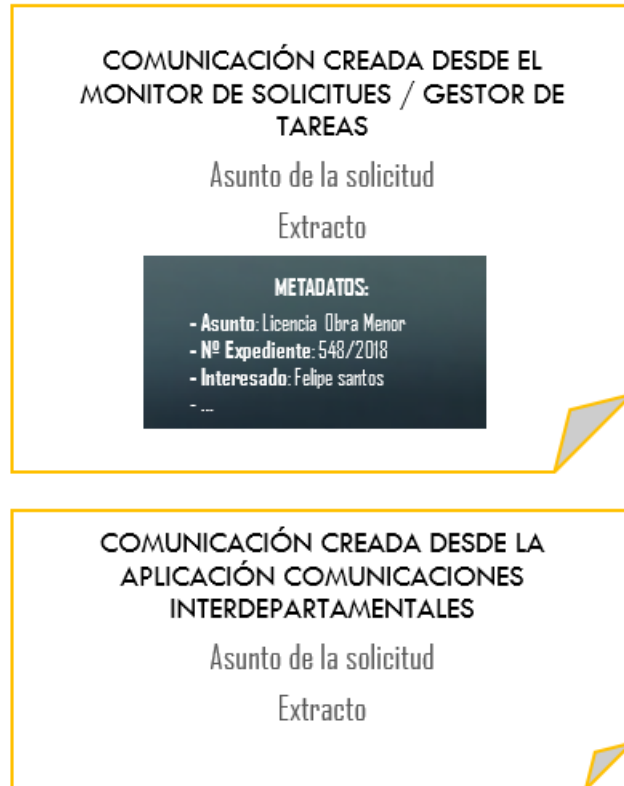 COMUNICACIÓN CREADA DESDE EL
MONITOR DE SOLICITUES / GESTOR DE
TAREAS
Asunto de la solicitud
Extracto
METADATOS:
- Asunto: Licencia Obra Menor
- Nº Expediente: 548/2018
- Interesado: Felipe santos
- ...
COMUNICACIÓN CREADA DESDE LA
APLICACIÓN COMUNICACIONES
INTERDEPARTAMENTALES
Asunto de la solicitud
Extracto